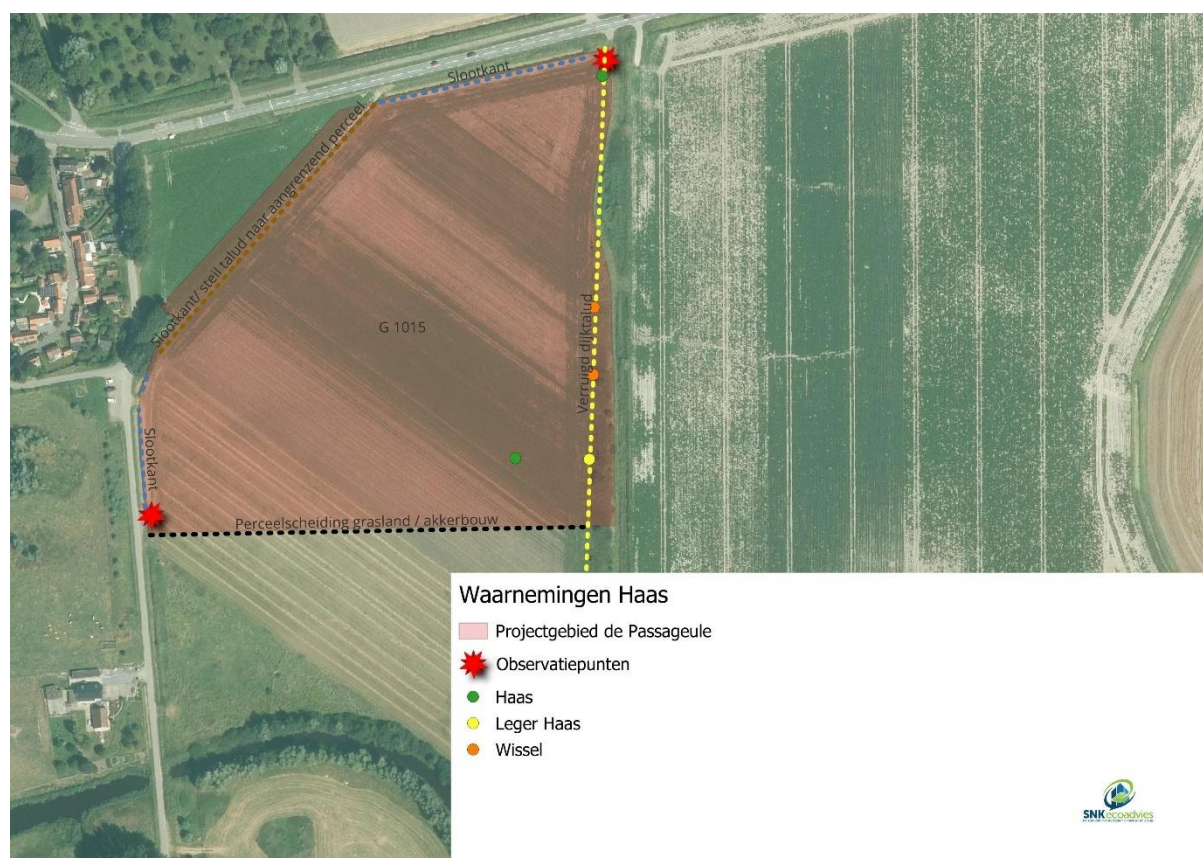 Slootkant
Slootkant/ steil talud naar aangrenzend perceel
G 1015
Verruigd dijktalud
Slootkant
Perceelscheiding grasland / akkerbouw
Waarnemingen Haas
Projectgebied de Passageule
Observatiepunten
Haas
Leger Haas
Wissel
SNKecoadvies